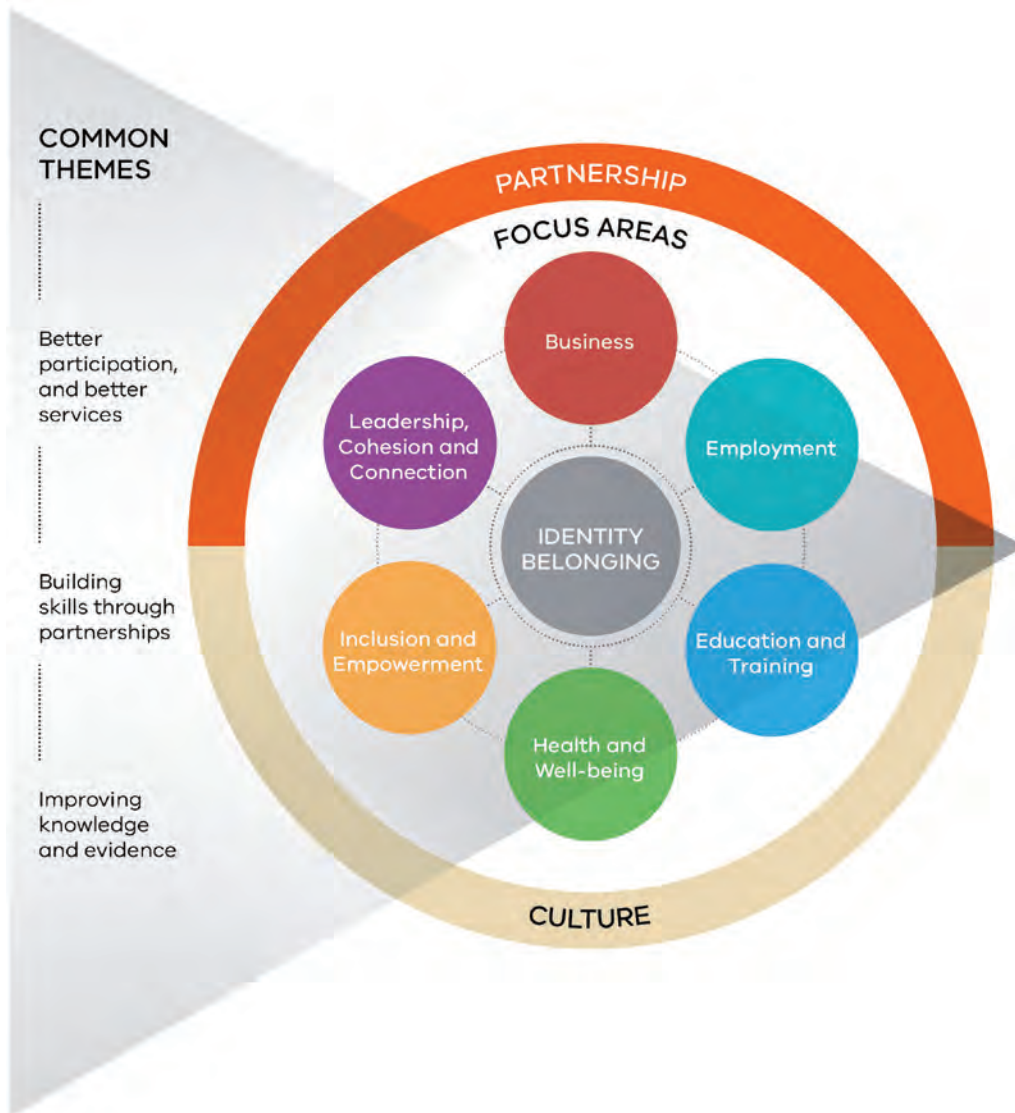 COMMON
THEMES
Better
participation,
and better
services
Building
skills through
partnerships
Improving
knowledge
and evidence
PARTNERSHIP
FOCUS AREAS
Business
Leadership,
Cohesion and
Connection
Employment
IDENTITY
BELONGING
Inclusion and
Empowerment
Education and
Training
Health and
Well-being
CULTURE